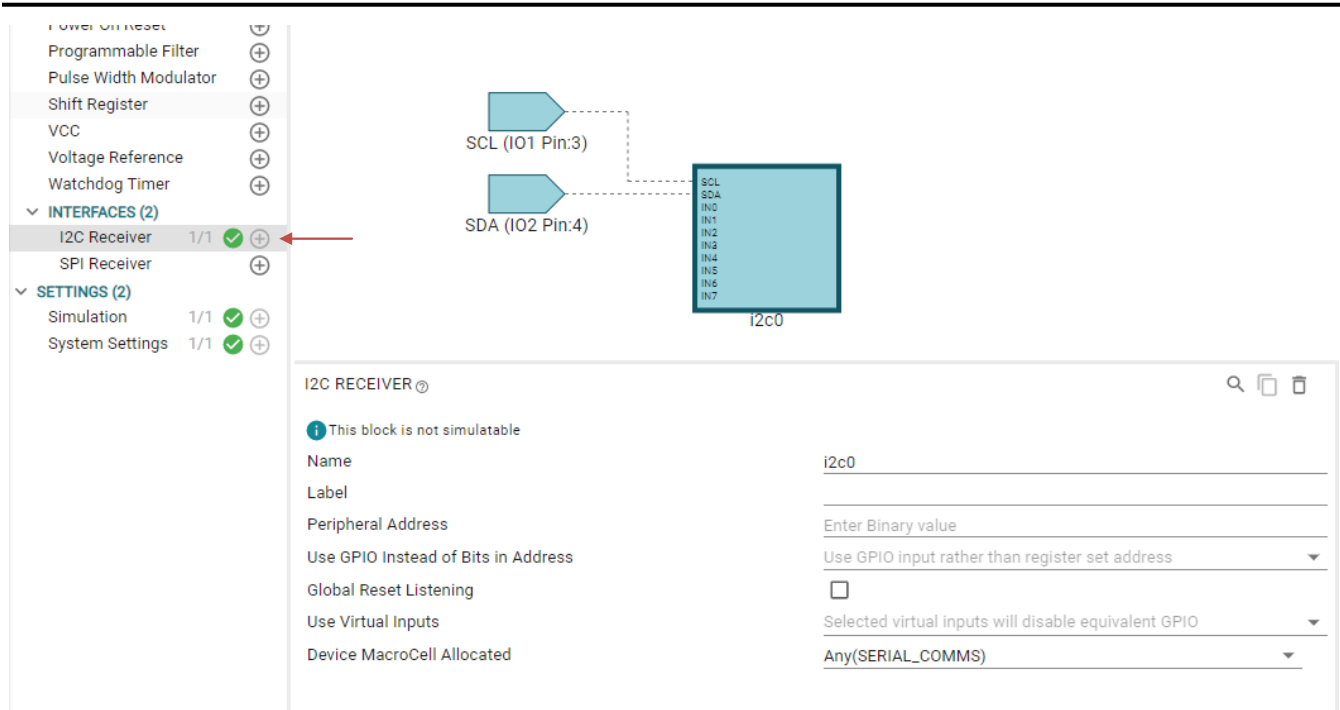 Power On Reset
Programmable Filter
Pulse Width Modulator
Shift Register
VCC
Voltage Reference
Watchdog Timer
INTERFACES (2)
I2C Receiver 1/1
SPI Receiver
SETTINGS (2)
Simulation 1/1
System Settings 1/1
SCL (IO1 Pin:3)
SDA (IO2 Pin:4)
SCL
SDA
IN0
IN1
IN2
IN3
IN4
IN5
IN6
IN7
i2c0
I2C RECEIVER
This block is not simulatable
Name i2c0
Label
Peripheral Address Enter Binary value
Use GPIO Instead of Bits in Address Use GPIO input rather than register set address
Global Reset Listening
Use Virtual Inputs Selected virtual inputs will disable equivalent GPIO
Device MacroCell Allocated Any(SERIAL_COMMS)